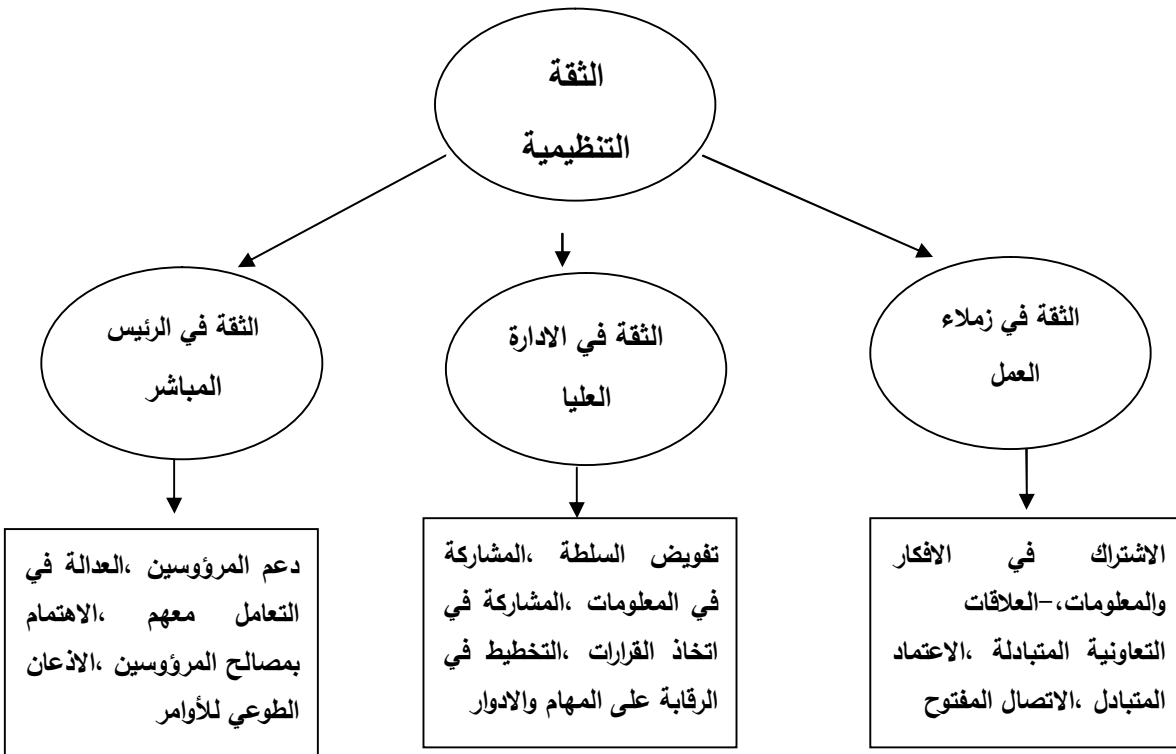 الثقة
التنظيمية
الثقة في زملاء
العمل
الثقة في الادارة
العليا
الثقة في الرئيس
المباشر
الاشتراك في الافكار
والمعلومات،-العلاقات
التعاونية المتبادلة ،الاعتماد
المتبادل ،الاتصال المفتوح
تفويض السلطة ،المشاركة
في المعلومات ،المشاركة في
اتخاذ القرارات ،التخطيط في
الرقابة على المهام والادوار
دعم المرؤوسين ،العدالة في
التعامل معهم ،الاهتمام
بمصالح المرؤوسين ،الاذعان
الطوعي للأوامر